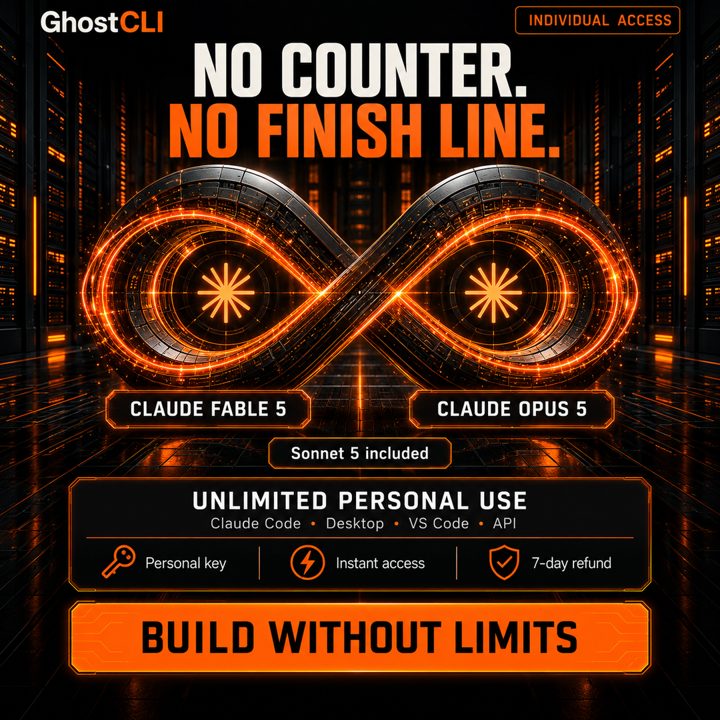 GhostCLI
INDIVIDUAL ACCESS
NO COUNTER.
NO FINISH LINE.
CLAUDE FABLE 5
CLAUDE OPUS 5
Sonnet 5 included
UNLIMITED PERSONAL USE
Claude Code • Desktop • VS Code • API
Personal key
Instant access
7-day refund
BUILD WITHOUT LIMITS